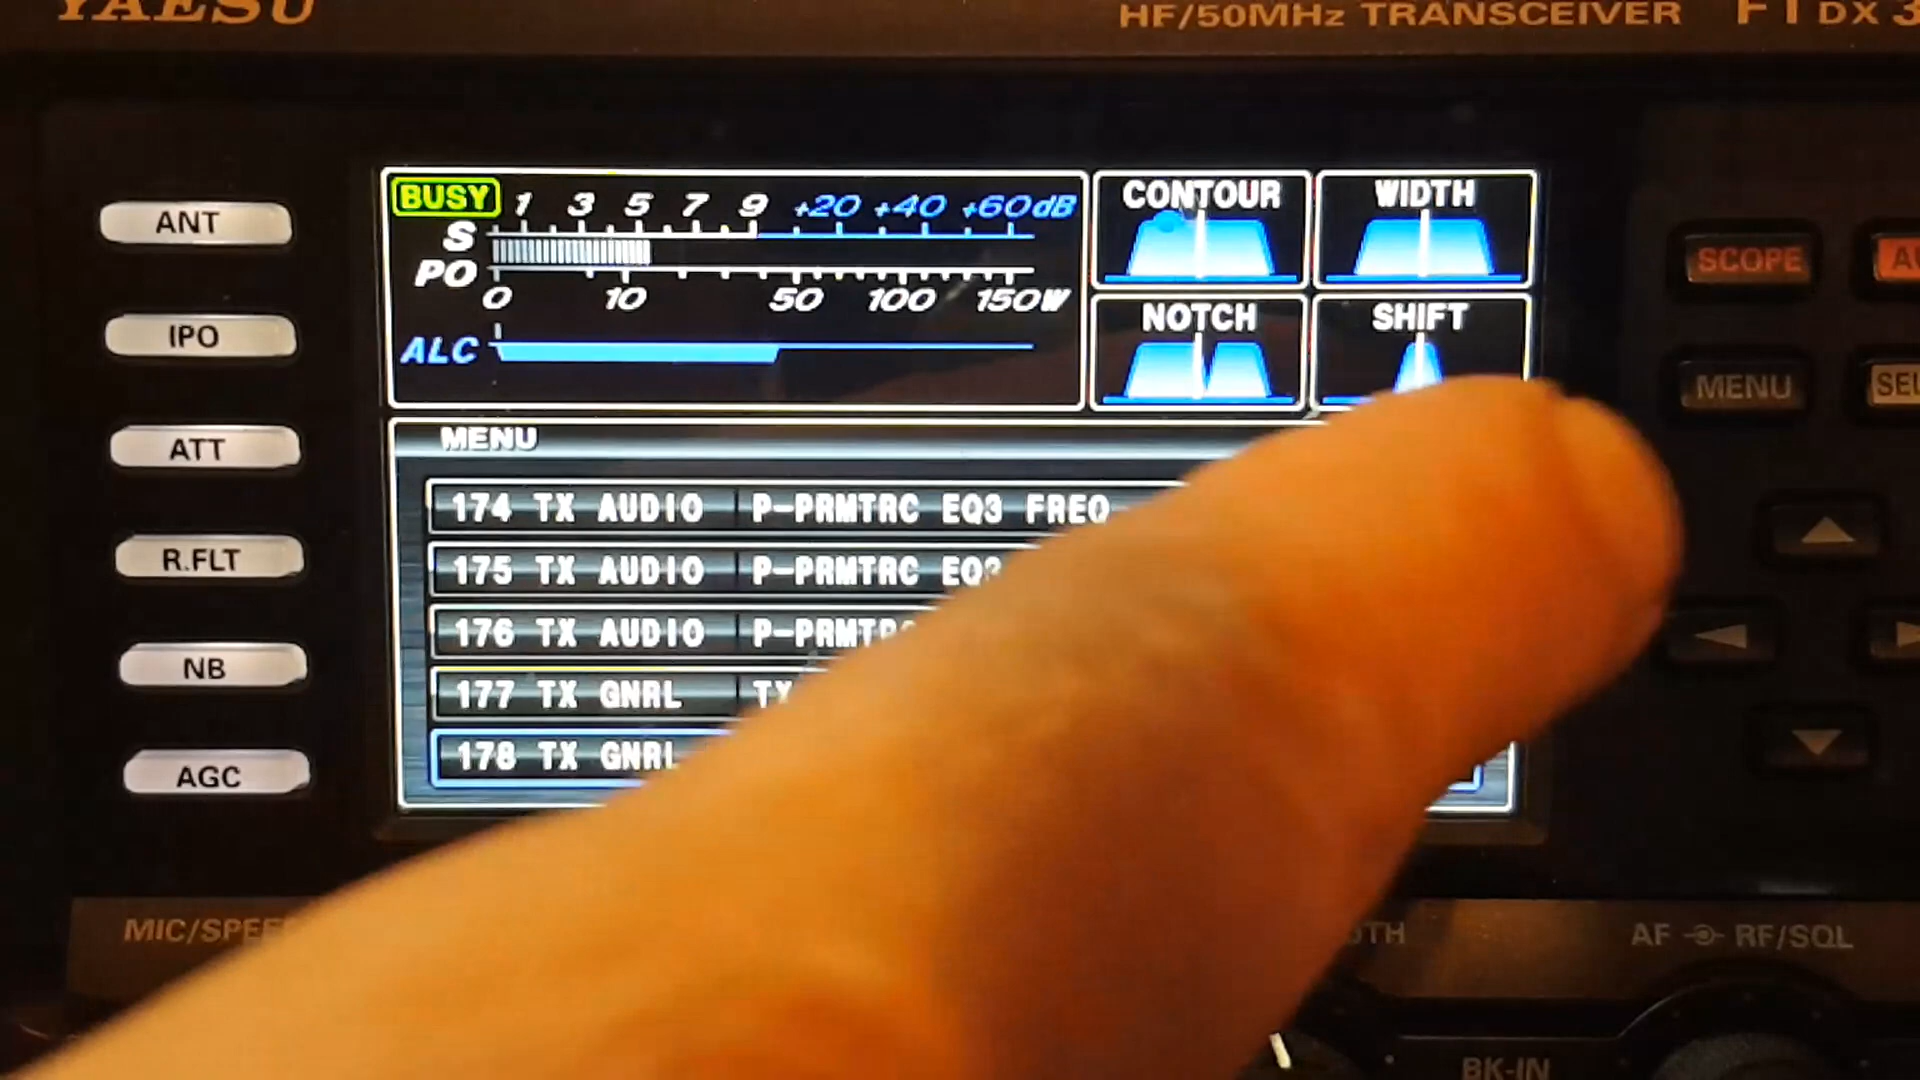 YAESU
HF/50MHz TRANSCEIVER FT DX 3
ANT
IPO
ATT
R.FLT
NB
AGC
BUSY 1 3 5 7 9 +20 +40 +60dB
S
PO
0 10 50 100 150W
ALC
CONTOUR
WIDTH
NOTCH
SHIFT
MENU
174 TX AUDIO P-PRMTRC EQ3 FREQ
175 TX AUDIO P-PRMTRC EQ3
176 TX AUDIO P-PRMTRC
177 TX GNRL TX
178 TX GNRL
SCOPE
MENU
SEL
MIC/SPEE
AF RF/SQL
BK-IN